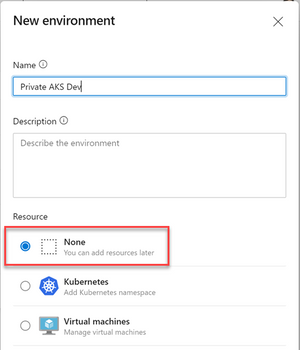 New environment
Name
Private AKS Dev
Description
Describe the environment
Resource
None
You can add resources later
Kubernetes
Add Kubernetes namespace
Virtual machines
Manage virtual machines